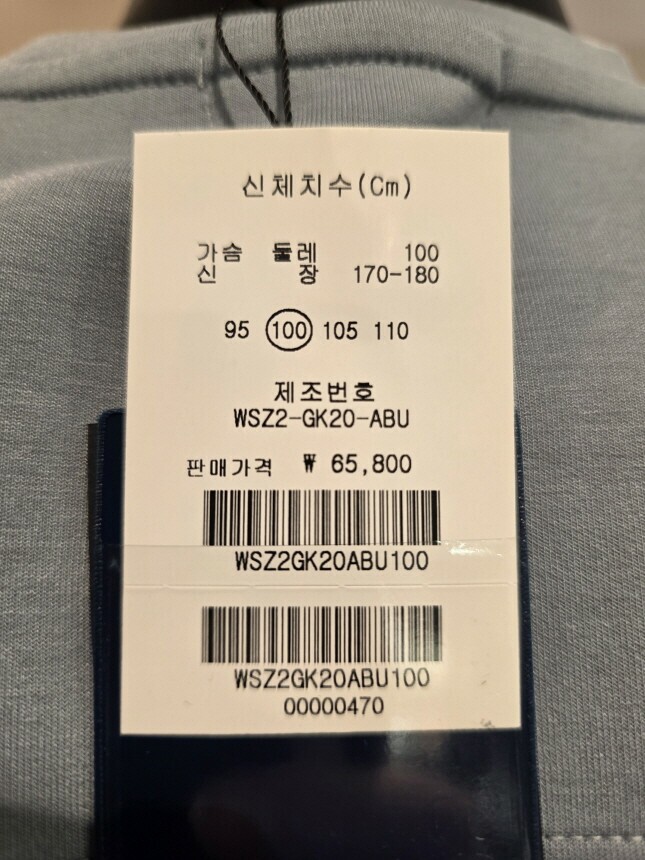 신체치수(Cm)
가슴 둘레 100
신 장 170-180
95 100 105 110
제조번호
WSZ2-GK20-ABU
판매가격 ₩ 65,800
WSZ2GK20ABU100
WSZ2GK20ABU100
00000470